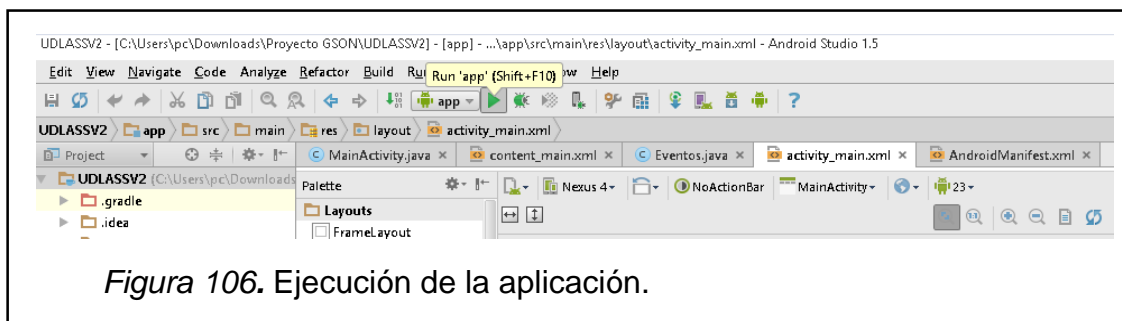 UDLASSV2 - [C:\Users\pc\Downloads\Proyecto GSON\UDLASSV2] - [app] - ...\app\src\main\res\layout\activity_main.xml - Android Studio 1.5
Edit View Navigate Code Analyze Refactor Build Ru Run 'app' (Shift+F10) ow Help
app ?
UDLASSV2 app src main res layout activity_main.xml
Project MainActivity.java × content_main.xml × Eventos.java × activity_main.xml × AndroidManifest.xml ×
UDLASSV2 (C:\Users\pc\Downloads Palette Nexus 4 NoActionBar MainActivity 23
.gradle Layouts
.idea FrameLayout
Figura 106. Ejecución de la aplicación.